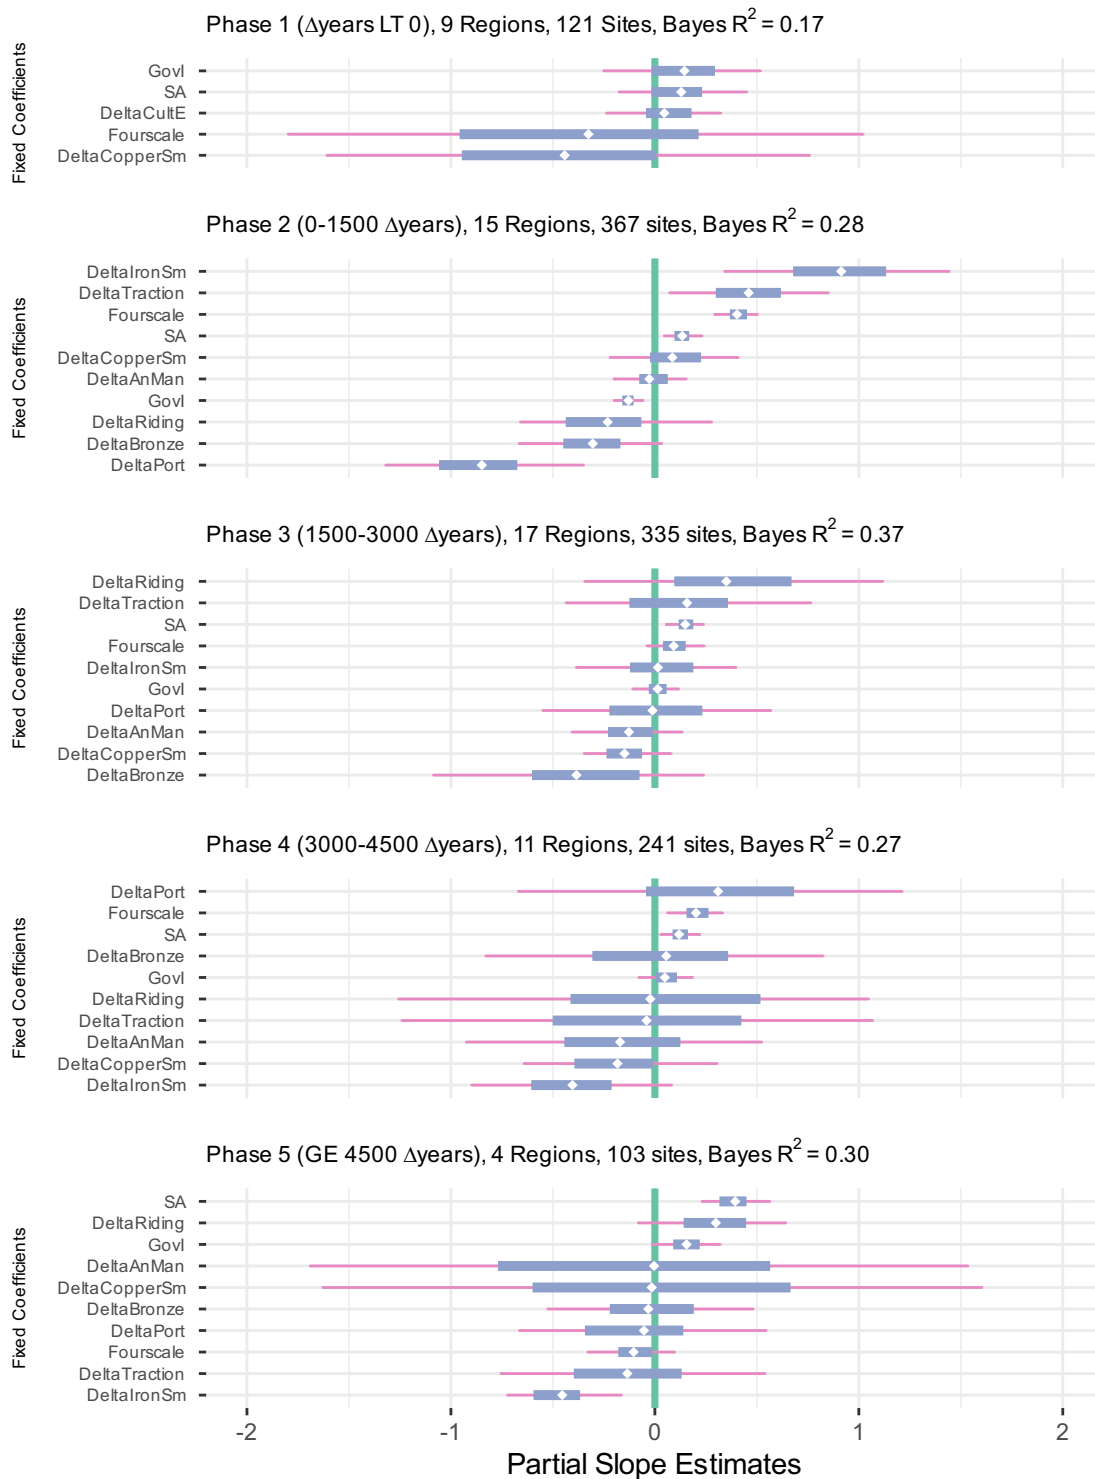 Phase 1 (Δyears LT 0), 9 Regions, 121 Sites, Bayes R² = 0.17
Fixed Coefficients
GovI
SA
DeltaCultE
Fourscale
DeltaCopperSm
Phase 2 (0-1500 Δyears), 15 Regions, 367 sites, Bayes R² = 0.28
Fixed Coefficients
DeltaIronSm
DeltaTraction
Fourscale
SA
DeltaCopperSm
DeltaAnMan
GovI
DeltaRiding
DeltaBronze
DeltaPort
Phase 3 (1500-3000 Δyears), 17 Regions, 335 sites, Bayes R² = 0.37
Fixed Coefficients
DeltaRiding
DeltaTraction
SA
Fourscale
DeltaIronSm
GovI
DeltaPort
DeltaAnMan
DeltaCopperSm
DeltaBronze
Phase 4 (3000-4500 Δyears), 11 Regions, 241 sites, Bayes R² = 0.27
Fixed Coefficients
DeltaPort
Fourscale
SA
DeltaBronze
GovI
DeltaRiding
DeltaTraction
DeltaAnMan
DeltaCopperSm
DeltaIronSm
Phase 5 (GE 4500 Δyears), 4 Regions, 103 sites, Bayes R² = 0.30
Fixed Coefficients
SA
DeltaRiding
GovI
DeltaAnMan
DeltaCopperSm
DeltaBronze
DeltaPort
Fourscale
DeltaTraction
DeltaIronSm
-2 -1 0 1 2
Partial Slope Estimates